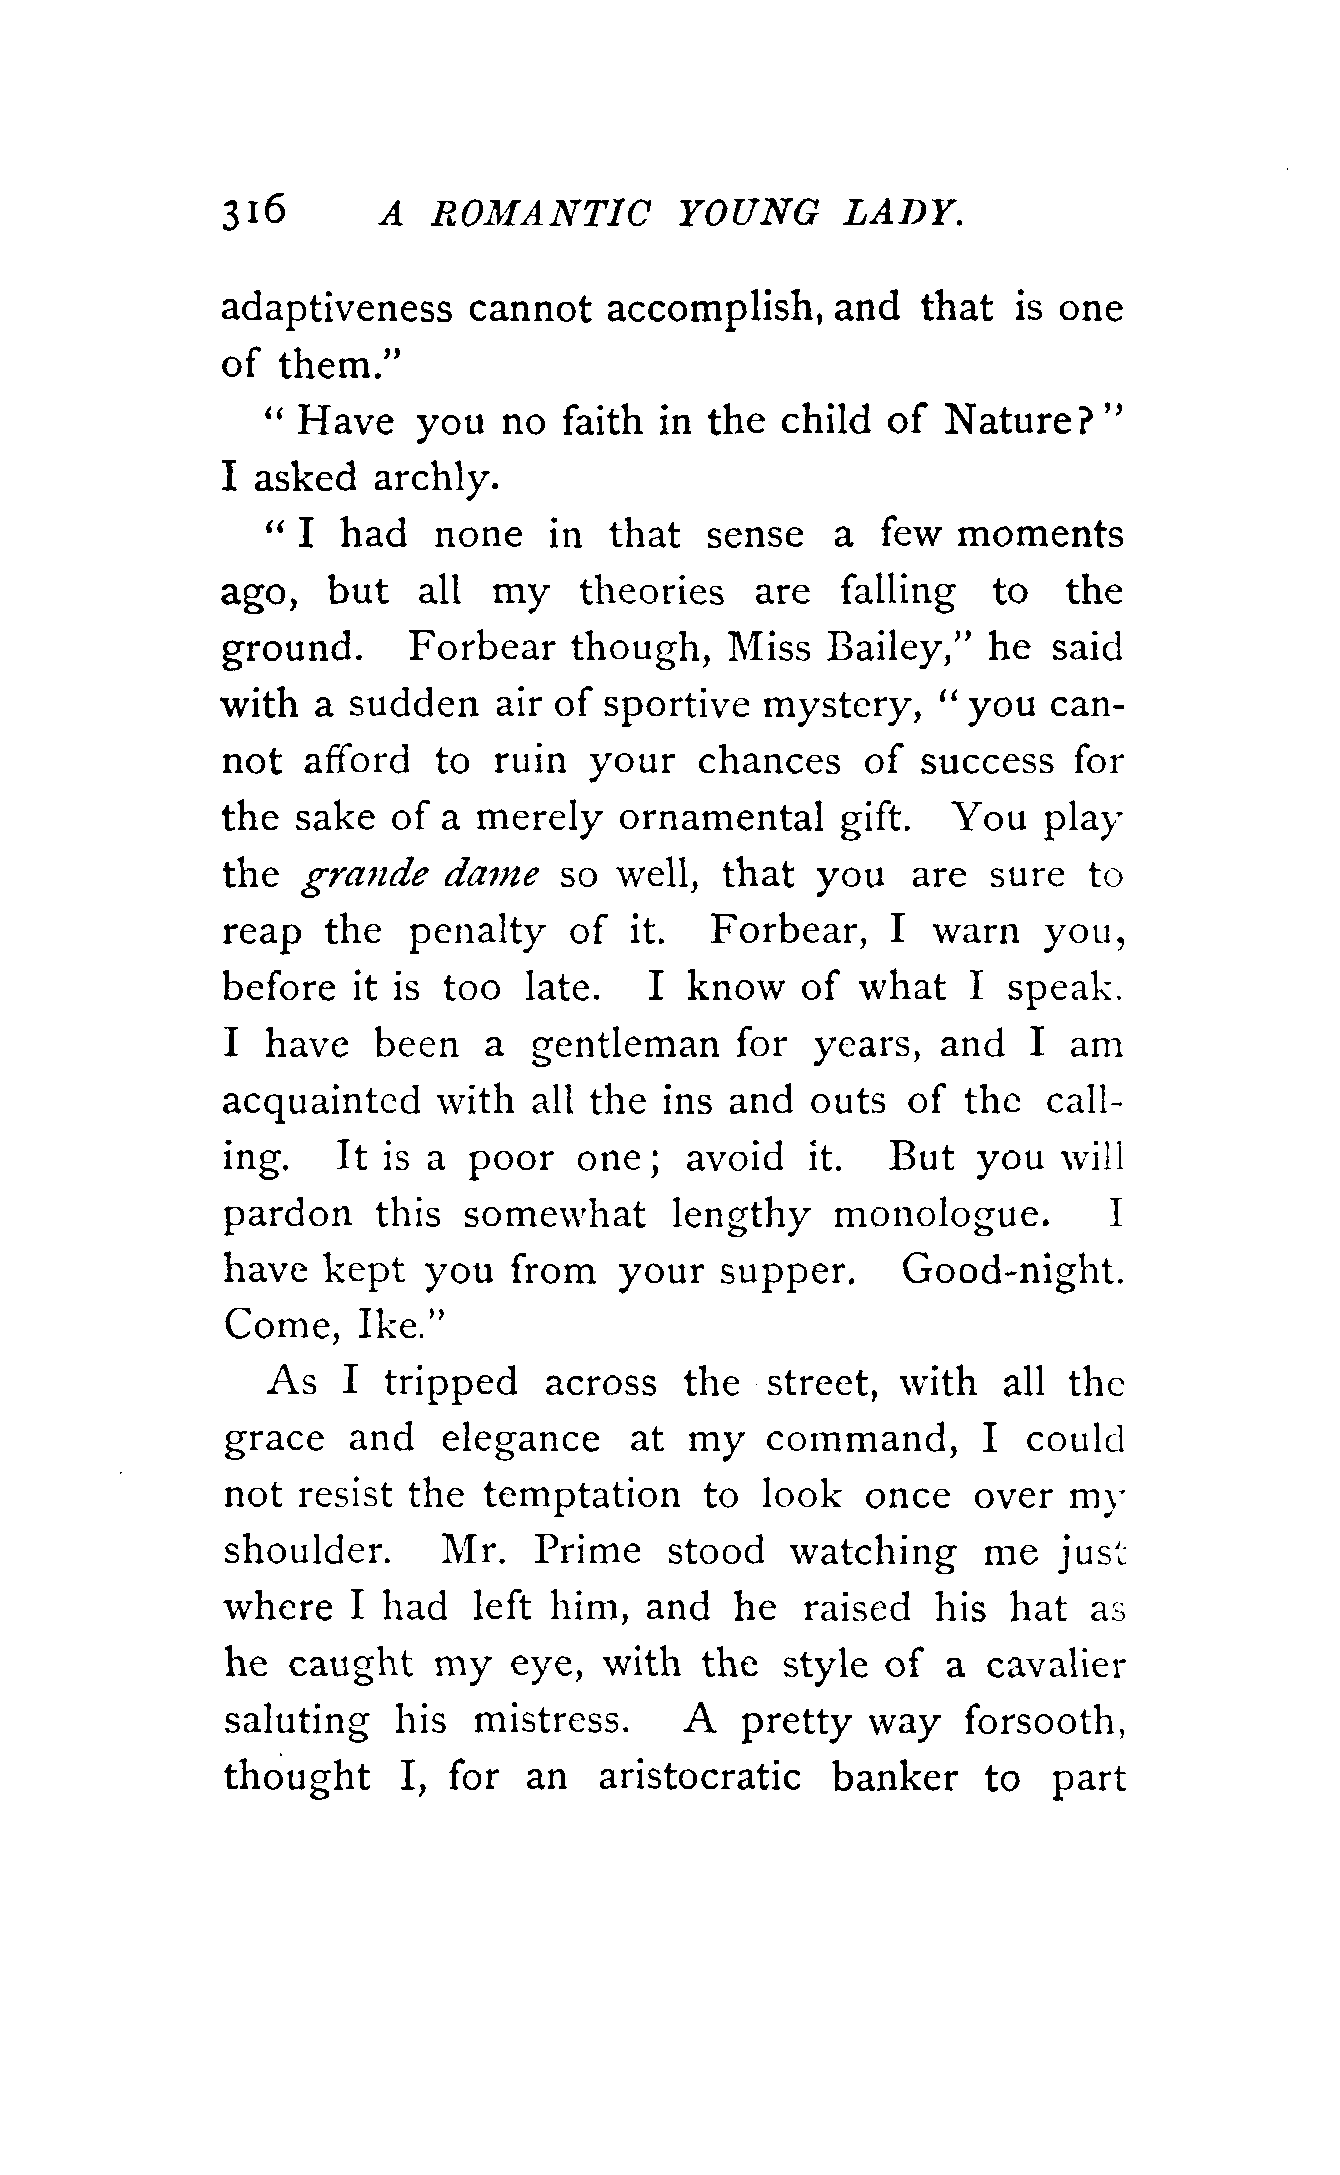 316 A ROMANTIC YOUNG LADY.
adaptiveness cannot accomplish, and that is one
of them."
" Have you no faith in the child of Nature? "
I asked archly.
" I had none in that sense a few moments
ago, but all my theories are falling to the
ground. Forbear though, Miss Bailey," he said
with a sudden air of sportive mystery, " you can-
not afford to ruin your chances of success for
the sake of a merely ornamental gift. You play
the grande dame so well, that you are sure to
reap the penalty of it. Forbear, I warn you,
before it is too late. I know of what I speak.
I have been a gentleman for years, and I am
acquainted with all the ins and outs of the call-
ing. It is a poor one ; avoid it. But you will
pardon this somewhat lengthy monologue. I
have kept you from your supper. Good-night.
Come, Ike."
As I tripped across the street, with all the
grace and elegance at my command, I could
not resist the temptation to look once over my
shoulder. Mr. Prime stood watching me just
where I had left him, and he raised his hat as
he caught my eye, with the style of a cavalier
saluting his mistress. A pretty way forsooth,
thought I, for an aristocratic banker to part